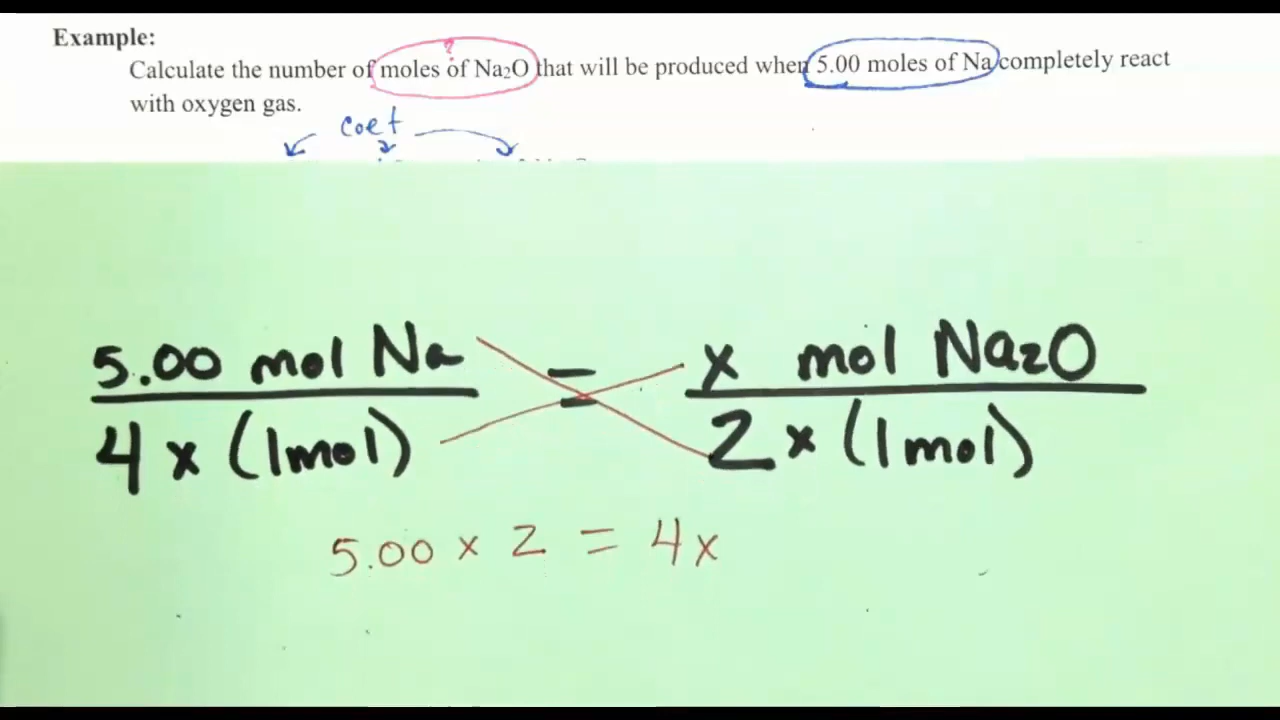 Example:
?
Calculate the number of moles of Na₂O that will be produced when 5.00 moles of Na completely react
with oxygen gas.
coef
5.00 mol Na = x mol Na₂O
4 x (1mol) 2 x (1mol)
5.00 x 2 = 4x